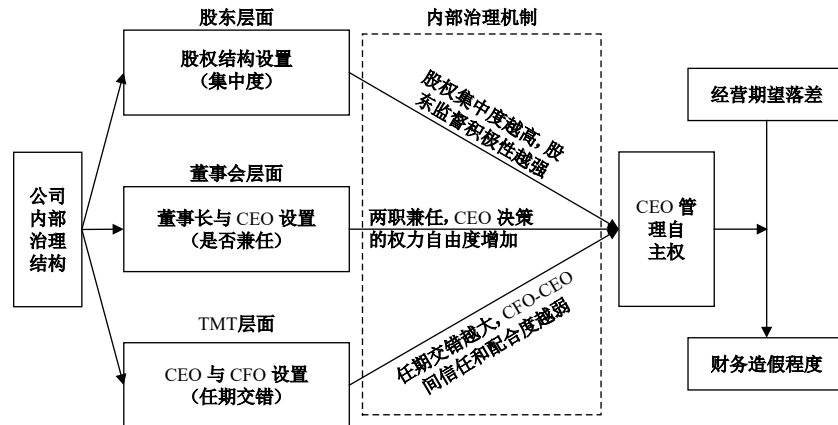 股东层面
内部治理机制
股权结构设置
（集中度）
股权集中度越高，股
东监督积极性越强
经营期望落差
公司
内部
治理
结构
董事会层面
董事长与 CEO 设置
（是否兼任）
两职兼任，CEO 决策
的权力自由度增加
CEO 管
理自
主权
TMT层面
CEO 与 CFO 设置
（任期交错）
任期交错越大，CFO-CEO
间信任和配合度越弱
财务造假程度